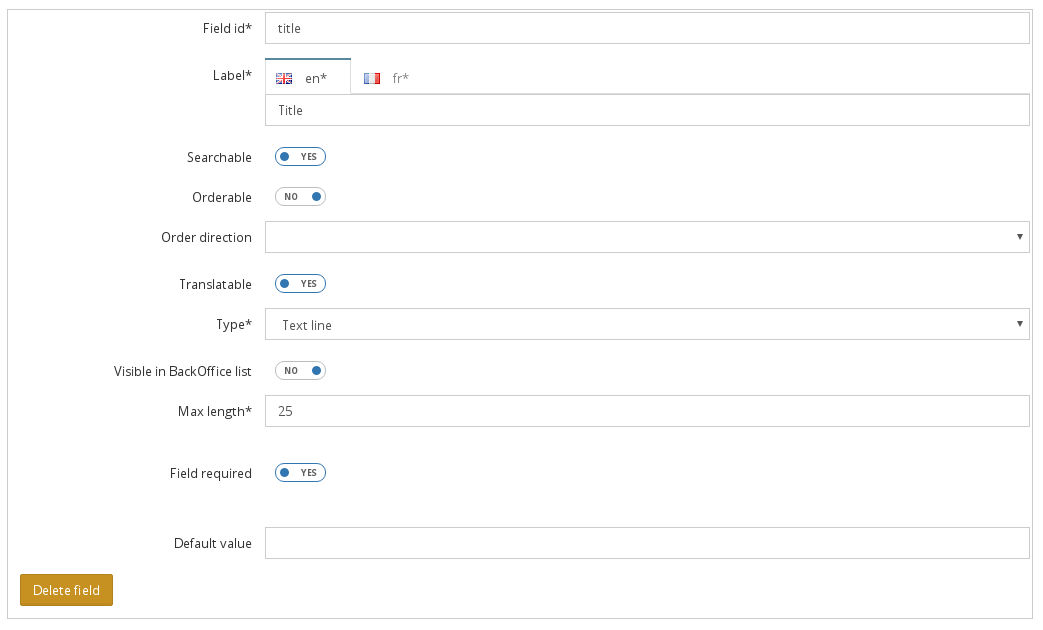 Field id* title
Label* en* fr*
Title
Searchable YES
Orderable NO
Order direction
Translatable YES
Type* Text line
Visible in BackOffice list NO
Max length* 25
Field required YES
Default value
Delete field